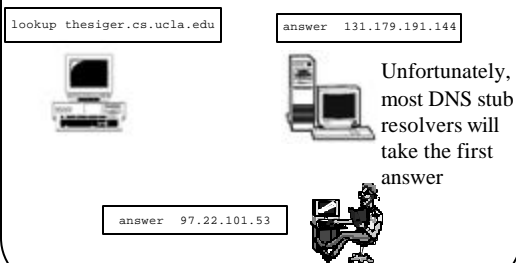 lookup thesiger.cs.ucla.edu
answer 131.179.191.144
Unfortunately,
most DNS stub
resolvers will
take the first
answer
answer 97.22.101.53